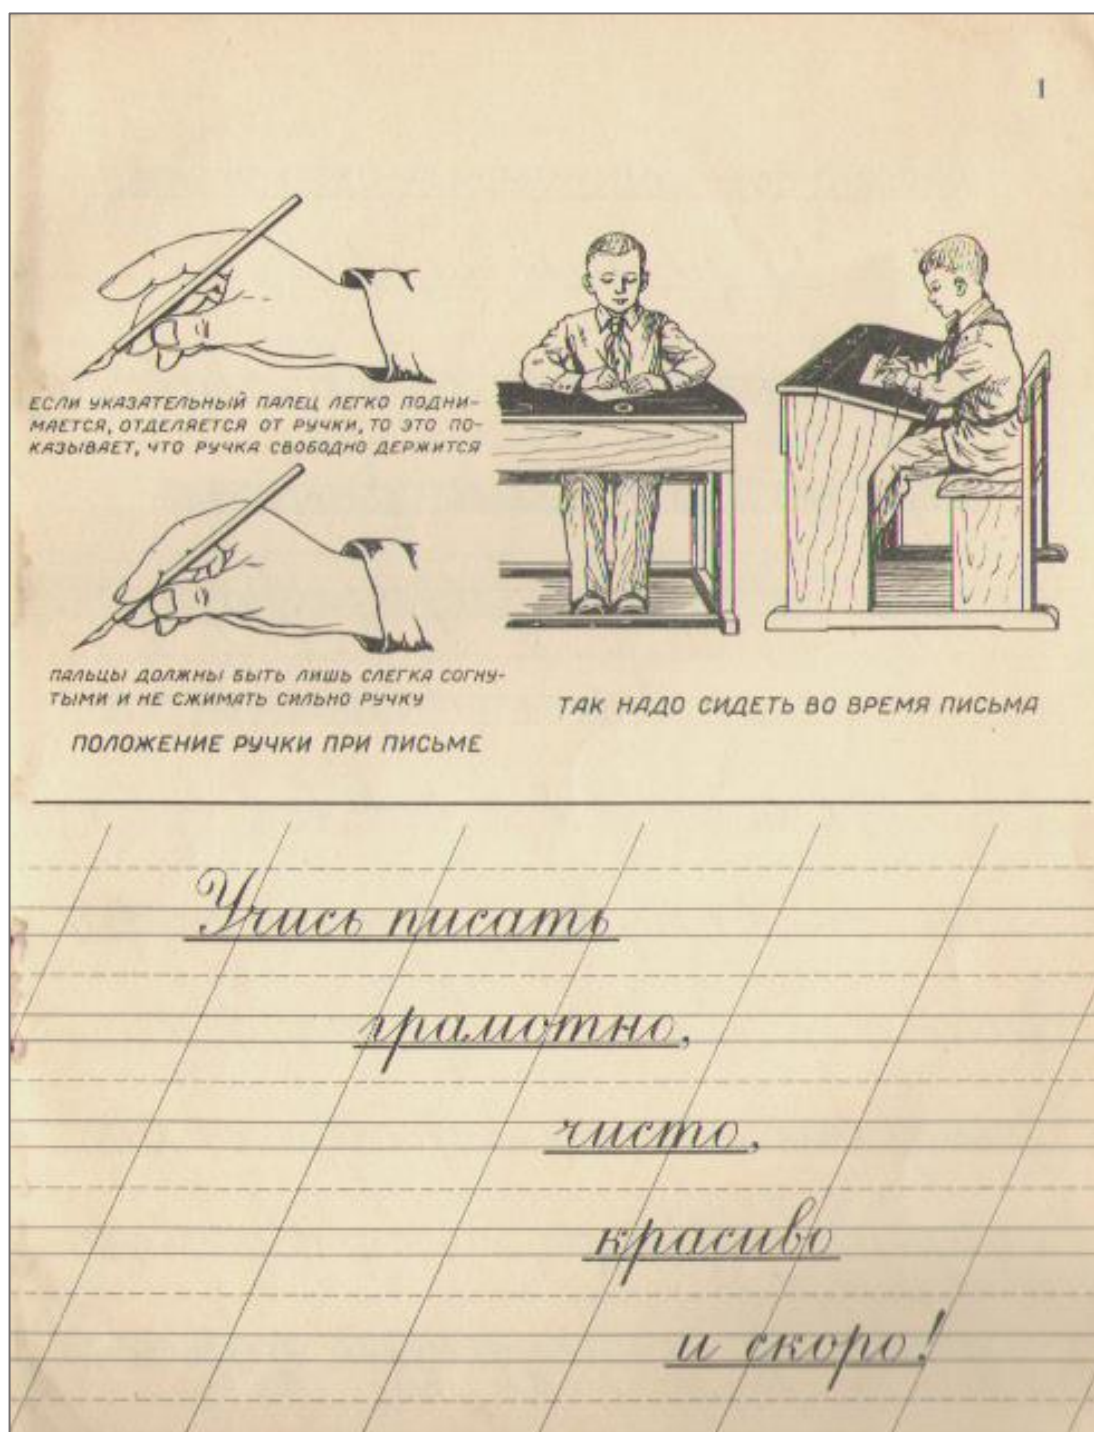 1
ЕСЛИ УКАЗАТЕЛЬНЫЙ ПАЛЕЦ ЛЕГКО ПОДНИ-
МАЕТСЯ, ОТДЕЛЯЕТСЯ ОТ РУЧКИ, ТО ЭТО ПО-
КАЗЫВАЕТ, ЧТО РУЧКА СВОБОДНО ДЕРЖИТСЯ
ПАЛЬЦЫ ДОЛЖНЫ БЫТЬ ЛИШЬ СЛЕГКА СОГНУ-
ТЫМИ И НЕ СЖИМАТЬ СИЛЬНО РУЧКУ
ПОЛОЖЕНИЕ РУЧКИ ПРИ ПИСЬМЕ
ТАК НАДО СИДЕТЬ ВО ВРЕМЯ ПИСЬМА
Учись писать
грамотно,
чисто,
красиво
и скоро!